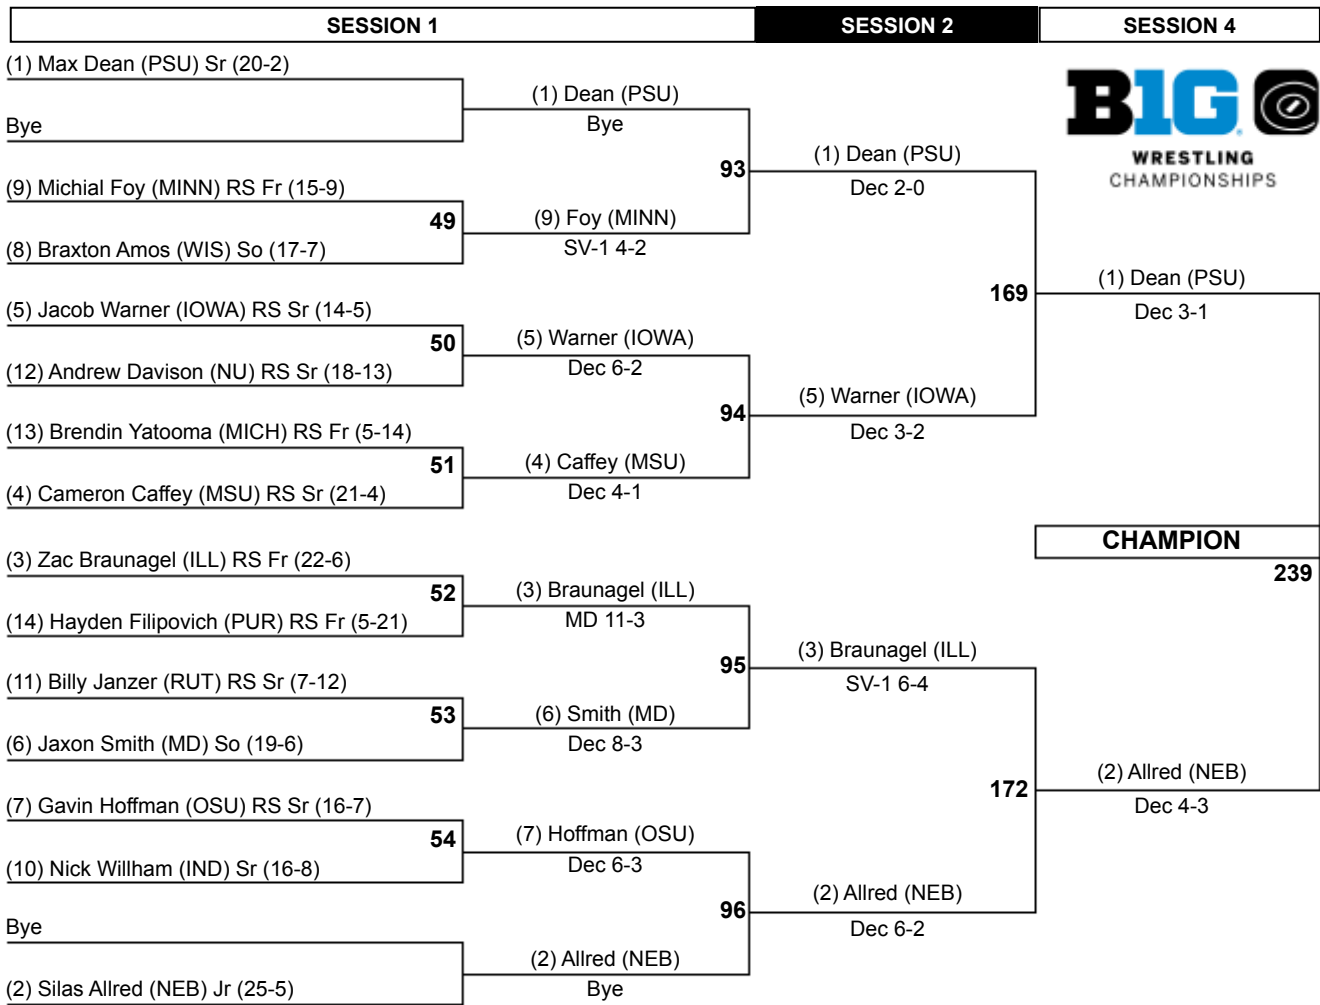 SESSION 1
SESSION 2
SESSION 4
(1) Max Dean (PSU) Sr (20-2)
Bye
(9) Michial Foy (MINN) RS Fr (15-9)
49
(8) Braxton Amos (WIS) So (17-7)
(5) Jacob Warner (IOWA) RS Sr (14-5)
50
(12) Andrew Davison (NU) RS Sr (18-13)
(13) Brendin Yatooma (MICH) RS Fr (5-14)
51
(4) Cameron Caffey (MSU) RS Sr (21-4)
(3) Zac Braunagel (ILL) RS Fr (22-6)
52
(14) Hayden Filipovich (PUR) RS Fr (5-21)
(11) Billy Janzer (RUT) RS Sr (7-12)
53
(6) Jaxon Smith (MD) So (19-6)
(7) Gavin Hoffman (OSU) RS Sr (16-7)
54
(10) Nick Willham (IND) Sr (16-8)
Bye
(2) Silas Allred (NEB) Jr (25-5)
(1) Dean (PSU)
Bye
93
(9) Foy (MINN)
SV-1 4-2
(5) Warner (IOWA)
Dec 6-2
94
(4) Caffey (MSU)
Dec 4-1
(3) Braunagel (ILL)
MD 11-3
95
(6) Smith (MD)
Dec 8-3
(7) Hoffman (OSU)
Dec 6-3
96
(2) Allred (NEB)
Bye
(1) Dean (PSU)
Dec 2-0
169
(5) Warner (IOWA)
Dec 3-2
(3) Braunagel (ILL)
SV-1 6-4
172
(2) Allred (NEB)
Dec 6-2
B1G
WRESTLING
CHAMPIONSHIPS
(1) Dean (PSU)
Dec 3-1
CHAMPION
239
(2) Allred (NEB)
Dec 4-3